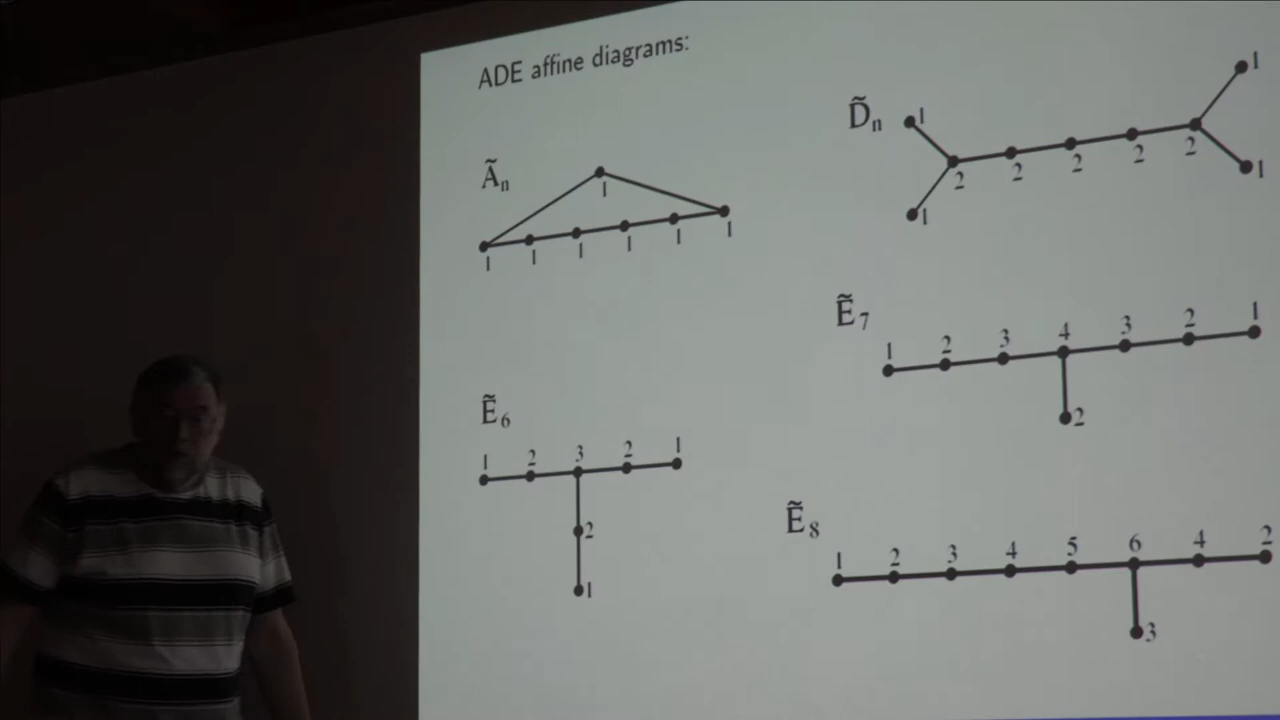 ADE affine diagrams:
Ãₙ
1
1 1 1 1 1 1
D̃ₙ
1 1
2 2 2 2 2
1 1
Ẽ₇
1 2 3 4 3 2 1
2
Ẽ₆
1 2 3 2 1
2
1
Ẽ₈
1 2 3 4 5 6 4 2
3